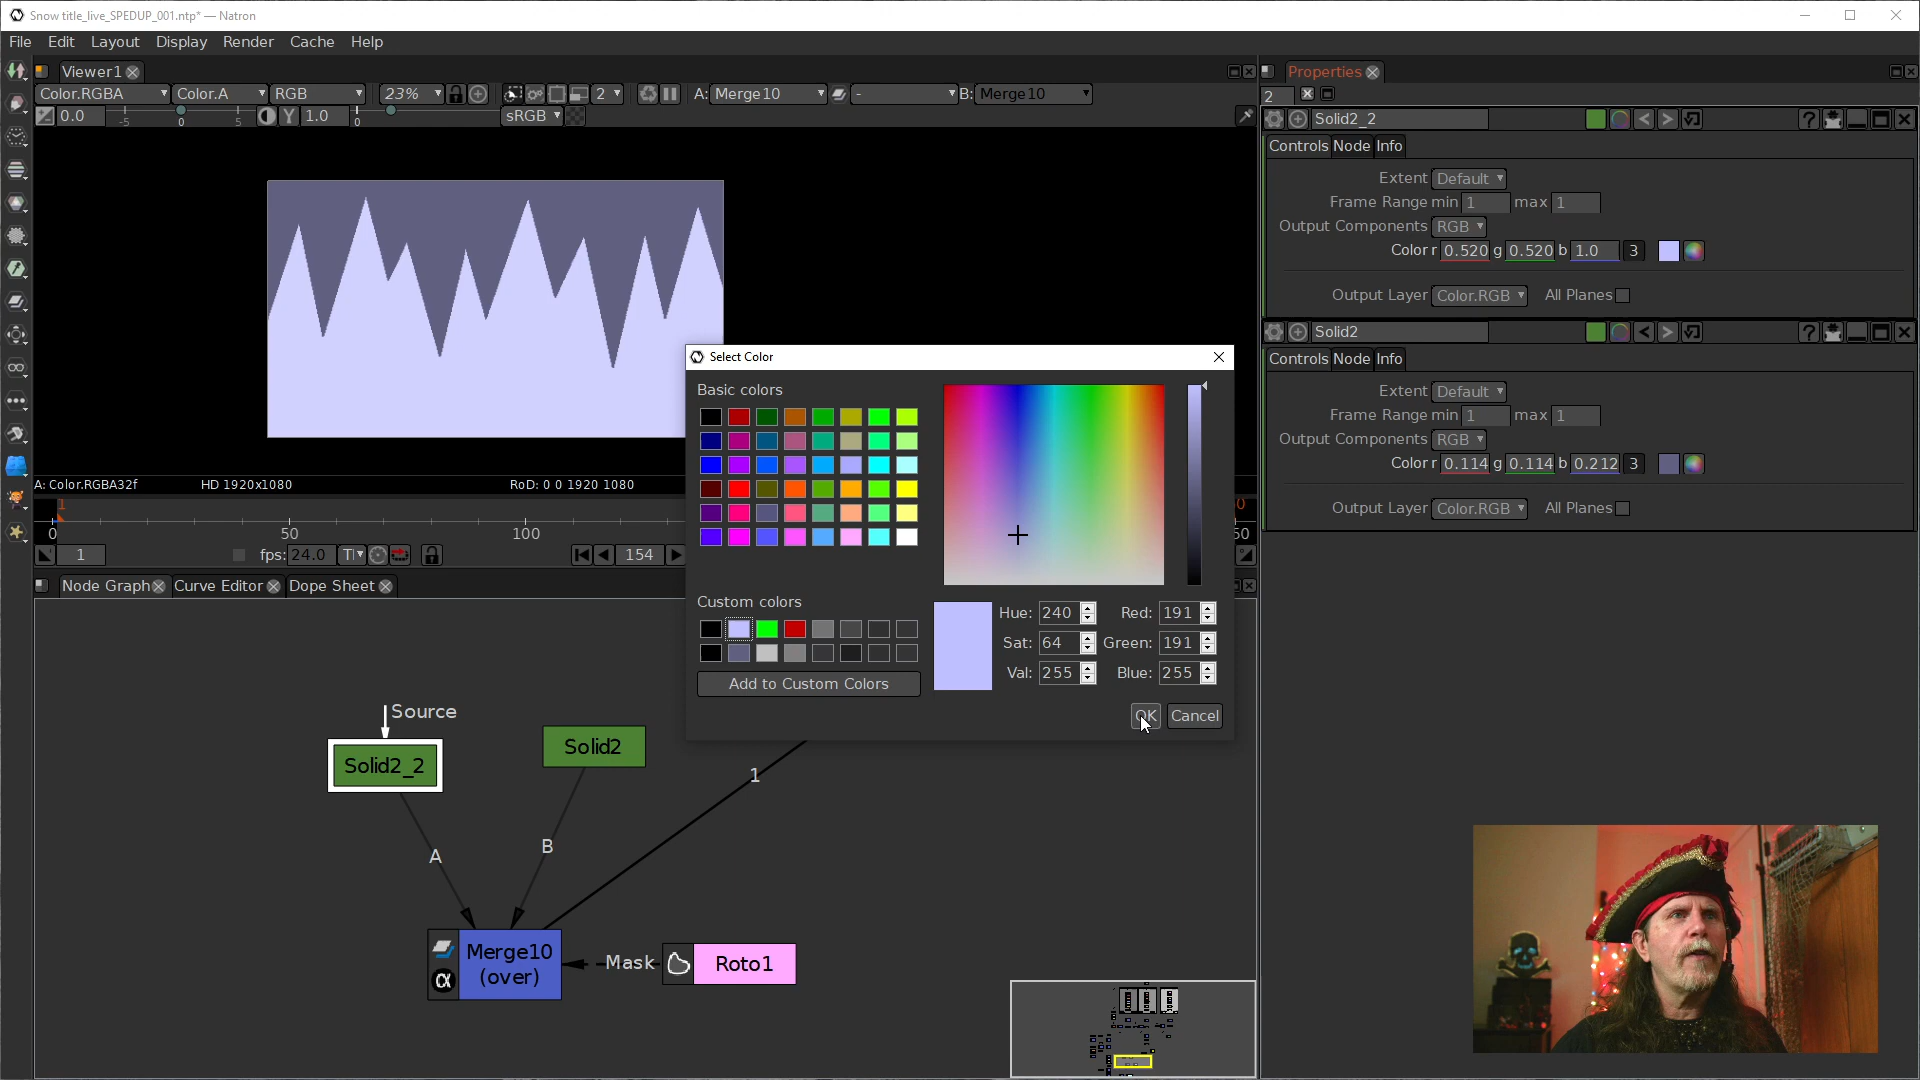 Snow title_live_SPEDUP_001.ntp* — Natron
File Edit Layout Display Render Cache Help
Viewer1
Color.RGBA Color.A RGB 23% 2 A: Merge10 - B: Merge10
0.0 -5 0 5 Y 1.0 0 sRGB
A: Color.RGBA32f HD 1920x1080 RoD: 0 0 1920 1080
1
0 50 100
1 fps: 24.0 154
Node Graph Curve Editor Dope Sheet
Source
Solid2_2
Solid2
1
A
B
Merge10
(over)
Mask
Roto1
Select Color
Basic colors
Custom colors
Add to Custom Colors
Hue: 240 Red: 191
Sat: 64 Green: 191
Val: 255 Blue: 255
OK Cancel
Properties
2
Solid2_2 ?
Controls Node Info
Extent Default
Frame Range min 1 max 1
Output Components RGB
Color r 0.520 g 0.520 b 1.0 3
Output Layer Color.RGB All Planes
Solid2 ?
Controls Node Info
Extent Default
Frame Range min 1 max 1
Output Components RGB
Color r 0.114 g 0.114 b 0.212 3
Output Layer Color.RGB All Planes